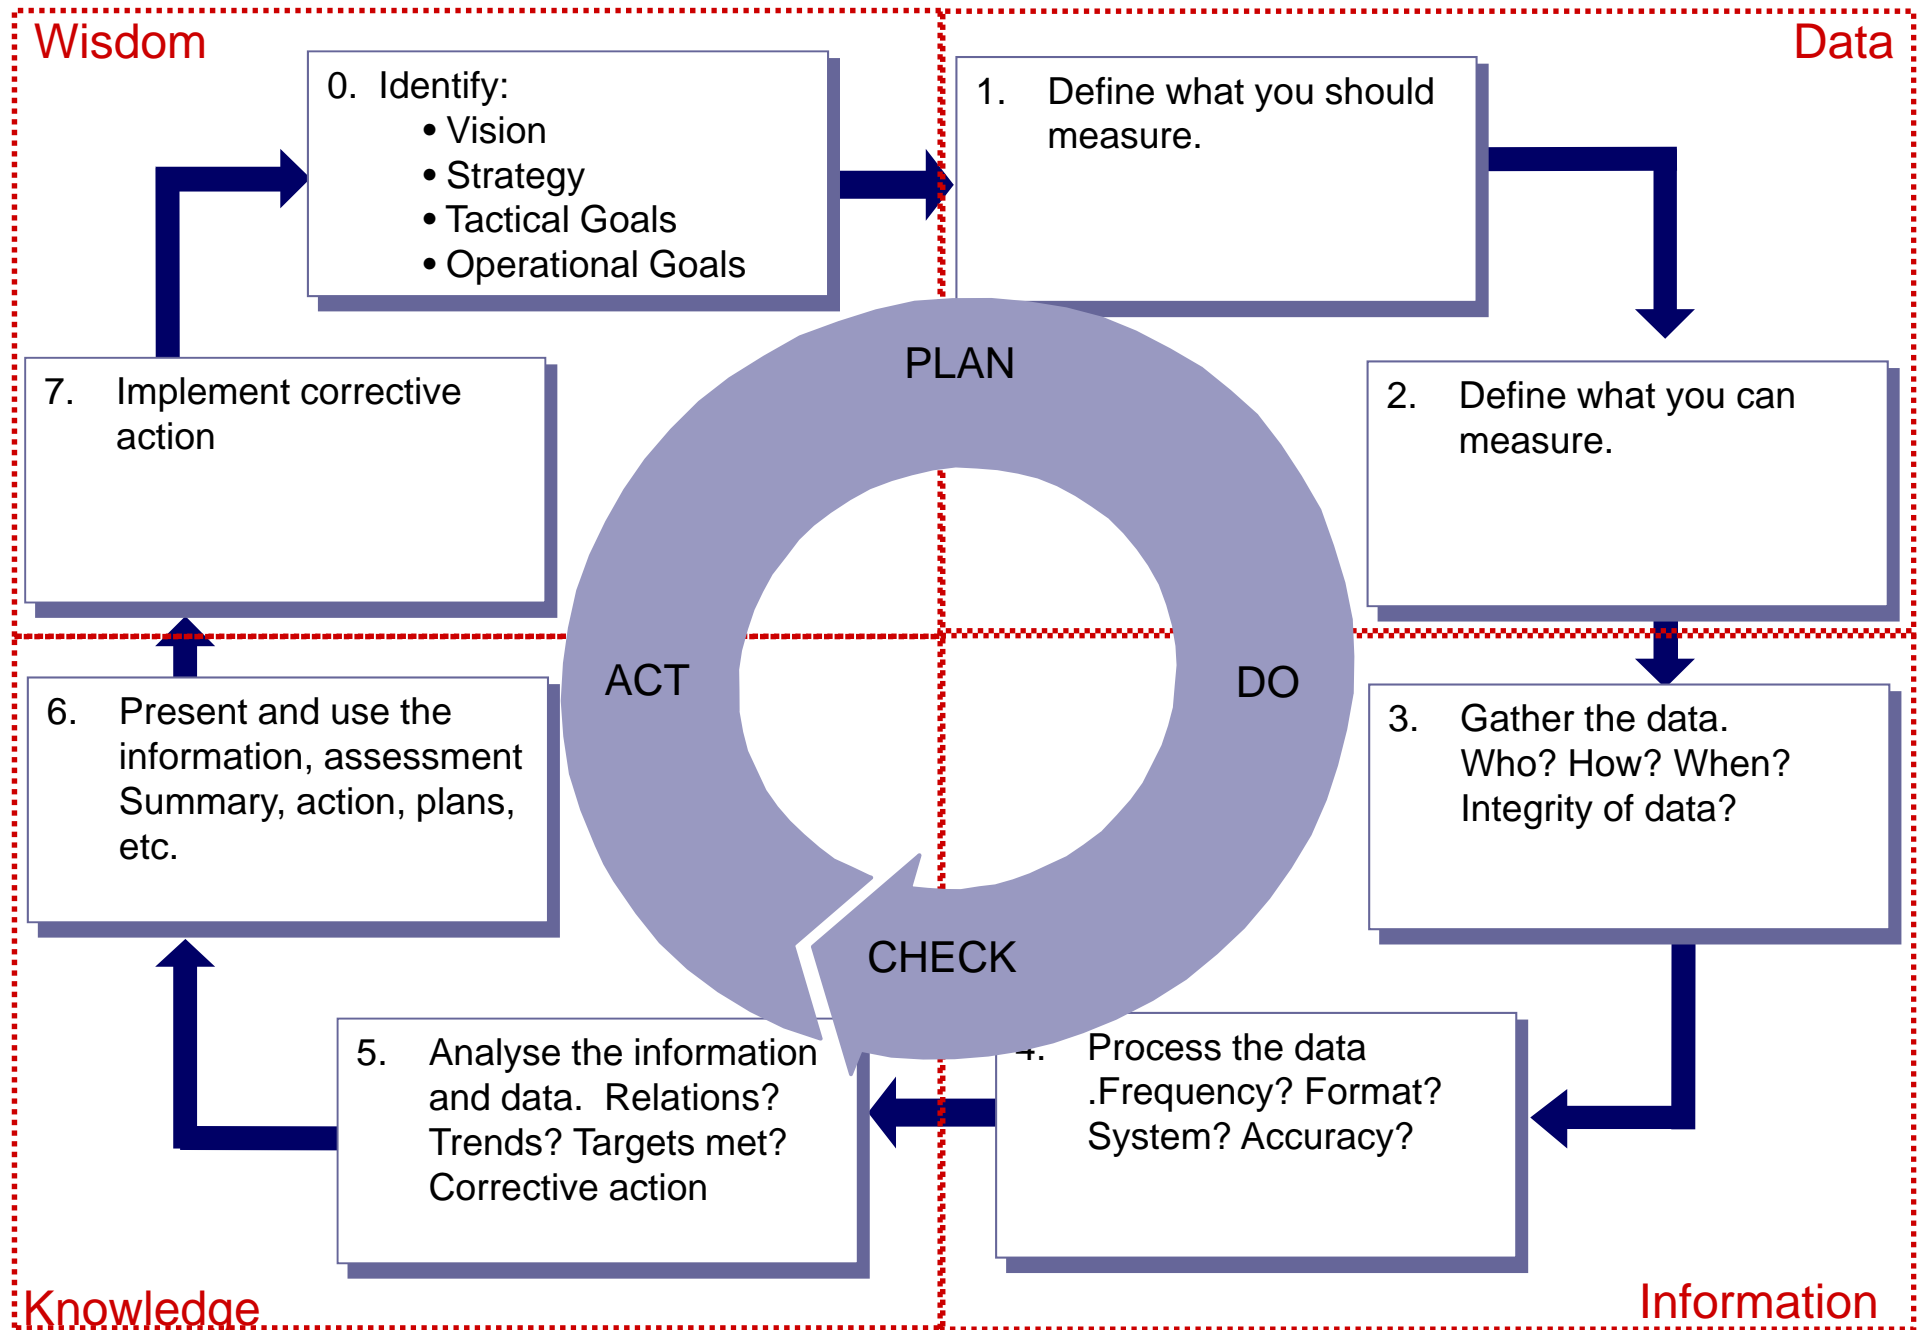 Wisdom
Data
0. Identify:
• Vision
• Strategy
• Tactical Goals
• Operational Goals
1. Define what you should
measure.
2. Define what you can
measure.
3. Gather the data.
Who? How? When?
Integrity of data?
4. Process the data
.Frequency? Format?
System? Accuracy?
5. Analyse the information
and data. Relations?
Trends? Targets met?
Corrective action
6. Present and use the
information, assessment
Summary, action, plans,
etc.
7. Implement corrective
action
PLAN
DO
CHECK
ACT
Knowledge
Information